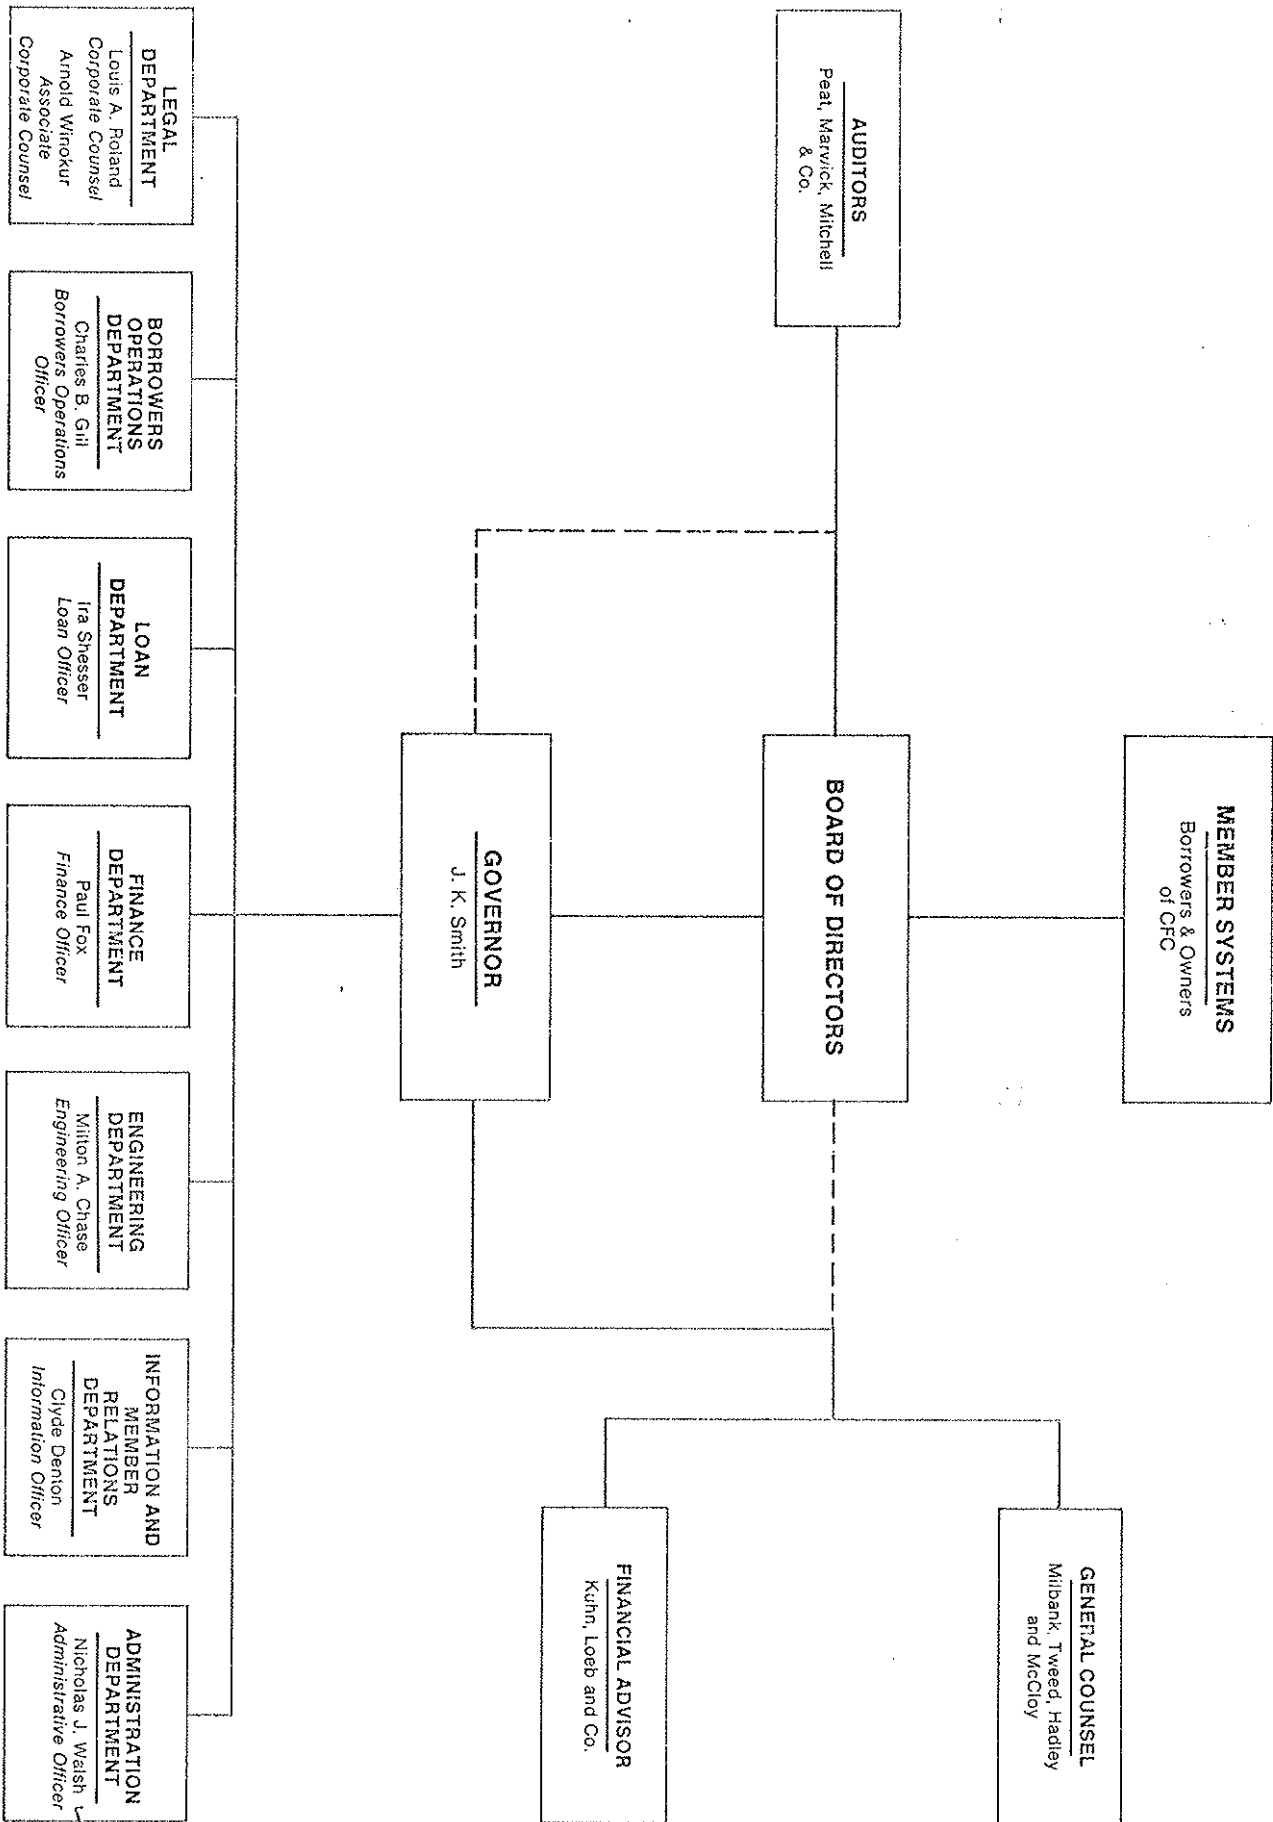 MEMBER SYSTEMS
Borrowers & Owners
of CFC
BOARD OF DIRECTORS
AUDITORS
Peat, Marwick, Mitchell
& Co.
GENERAL COUNSEL
Milbank, Tweed, Hadley
and McCloy
GOVERNOR
J. K. Smith
FINANCIAL ADVISOR
Kuhn, Loeb and Co.
LEGAL
DEPARTMENT
Louis A. Roland
Corporate Counsel
Arnold Winokur
Associate
Corporate Counsel
BORROWERS
OPERATIONS
DEPARTMENT
Charles B. Gill
Borrowers Operations
Officer
LOAN
DEPARTMENT
Ira Shesser
Loan Officer
FINANCE
DEPARTMENT
Paul Fox
Finance Officer
ENGINEERING
DEPARTMENT
Milton A. Chase
Engineering Officer
INFORMATION AND
MEMBER
RELATIONS
DEPARTMENT
Clyde Denton
Information Officer
ADMINISTRATION
DEPARTMENT
Nicholas J. Walsh
Administrative Officer